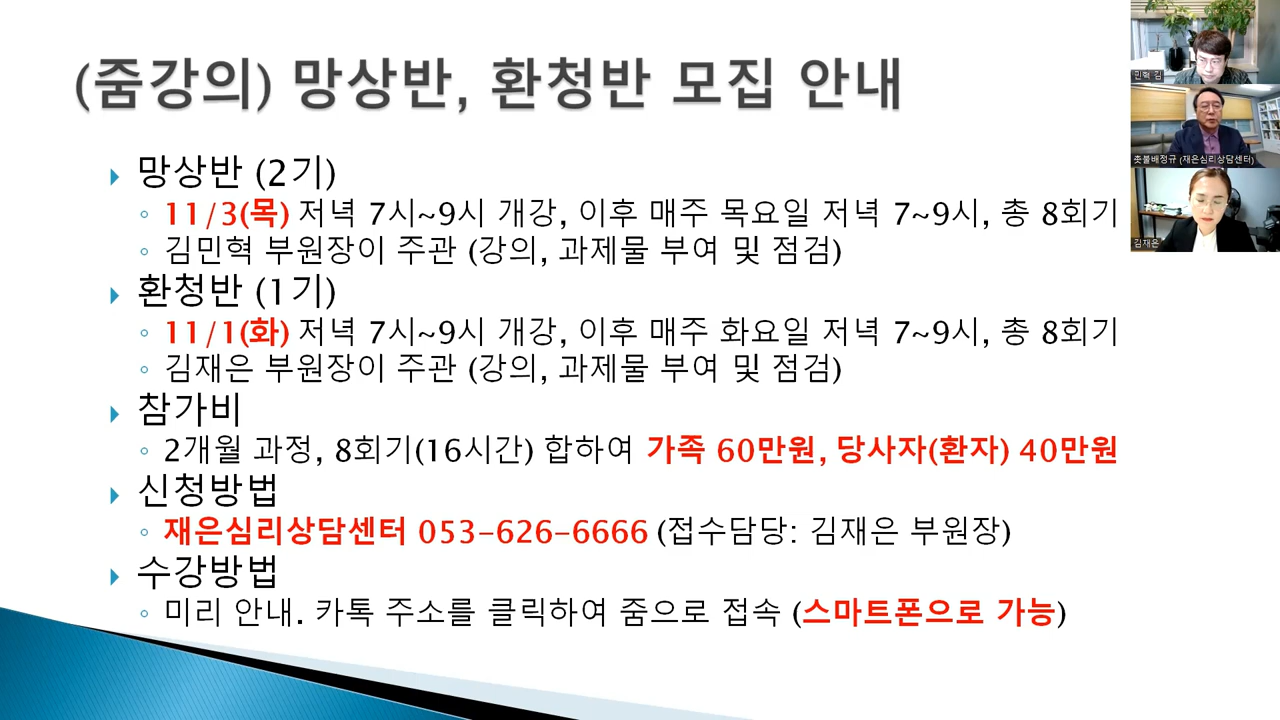 (줌강의) 망상반, 환청반 모집 안내
망상반 (2기)
11/3(목) 저녁 7시~9시 개강, 이후 매주 목요일 저녁 7~9시, 총 8회기
김민혁 부원장이 주관 (강의, 과제물 부여 및 점검)
환청반 (1기)
11/1(화) 저녁 7시~9시 개강, 이후 매주 화요일 저녁 7~9시, 총 8회기
김재은 부원장이 주관 (강의, 과제물 부여 및 점검)
참가비
2개월 과정, 8회기(16시간) 합하여 가족 60만원, 당사자(환자) 40만원
신청방법
재은심리상담센터 053-626-6666 (접수담당: 김재은 부원장)
수강방법
미리 안내. 카톡 주소를 클릭하여 줌으로 접속 (스마트폰으로 가능)
민혁 김
촛불배정규 (재은심리상담센터)
김재은